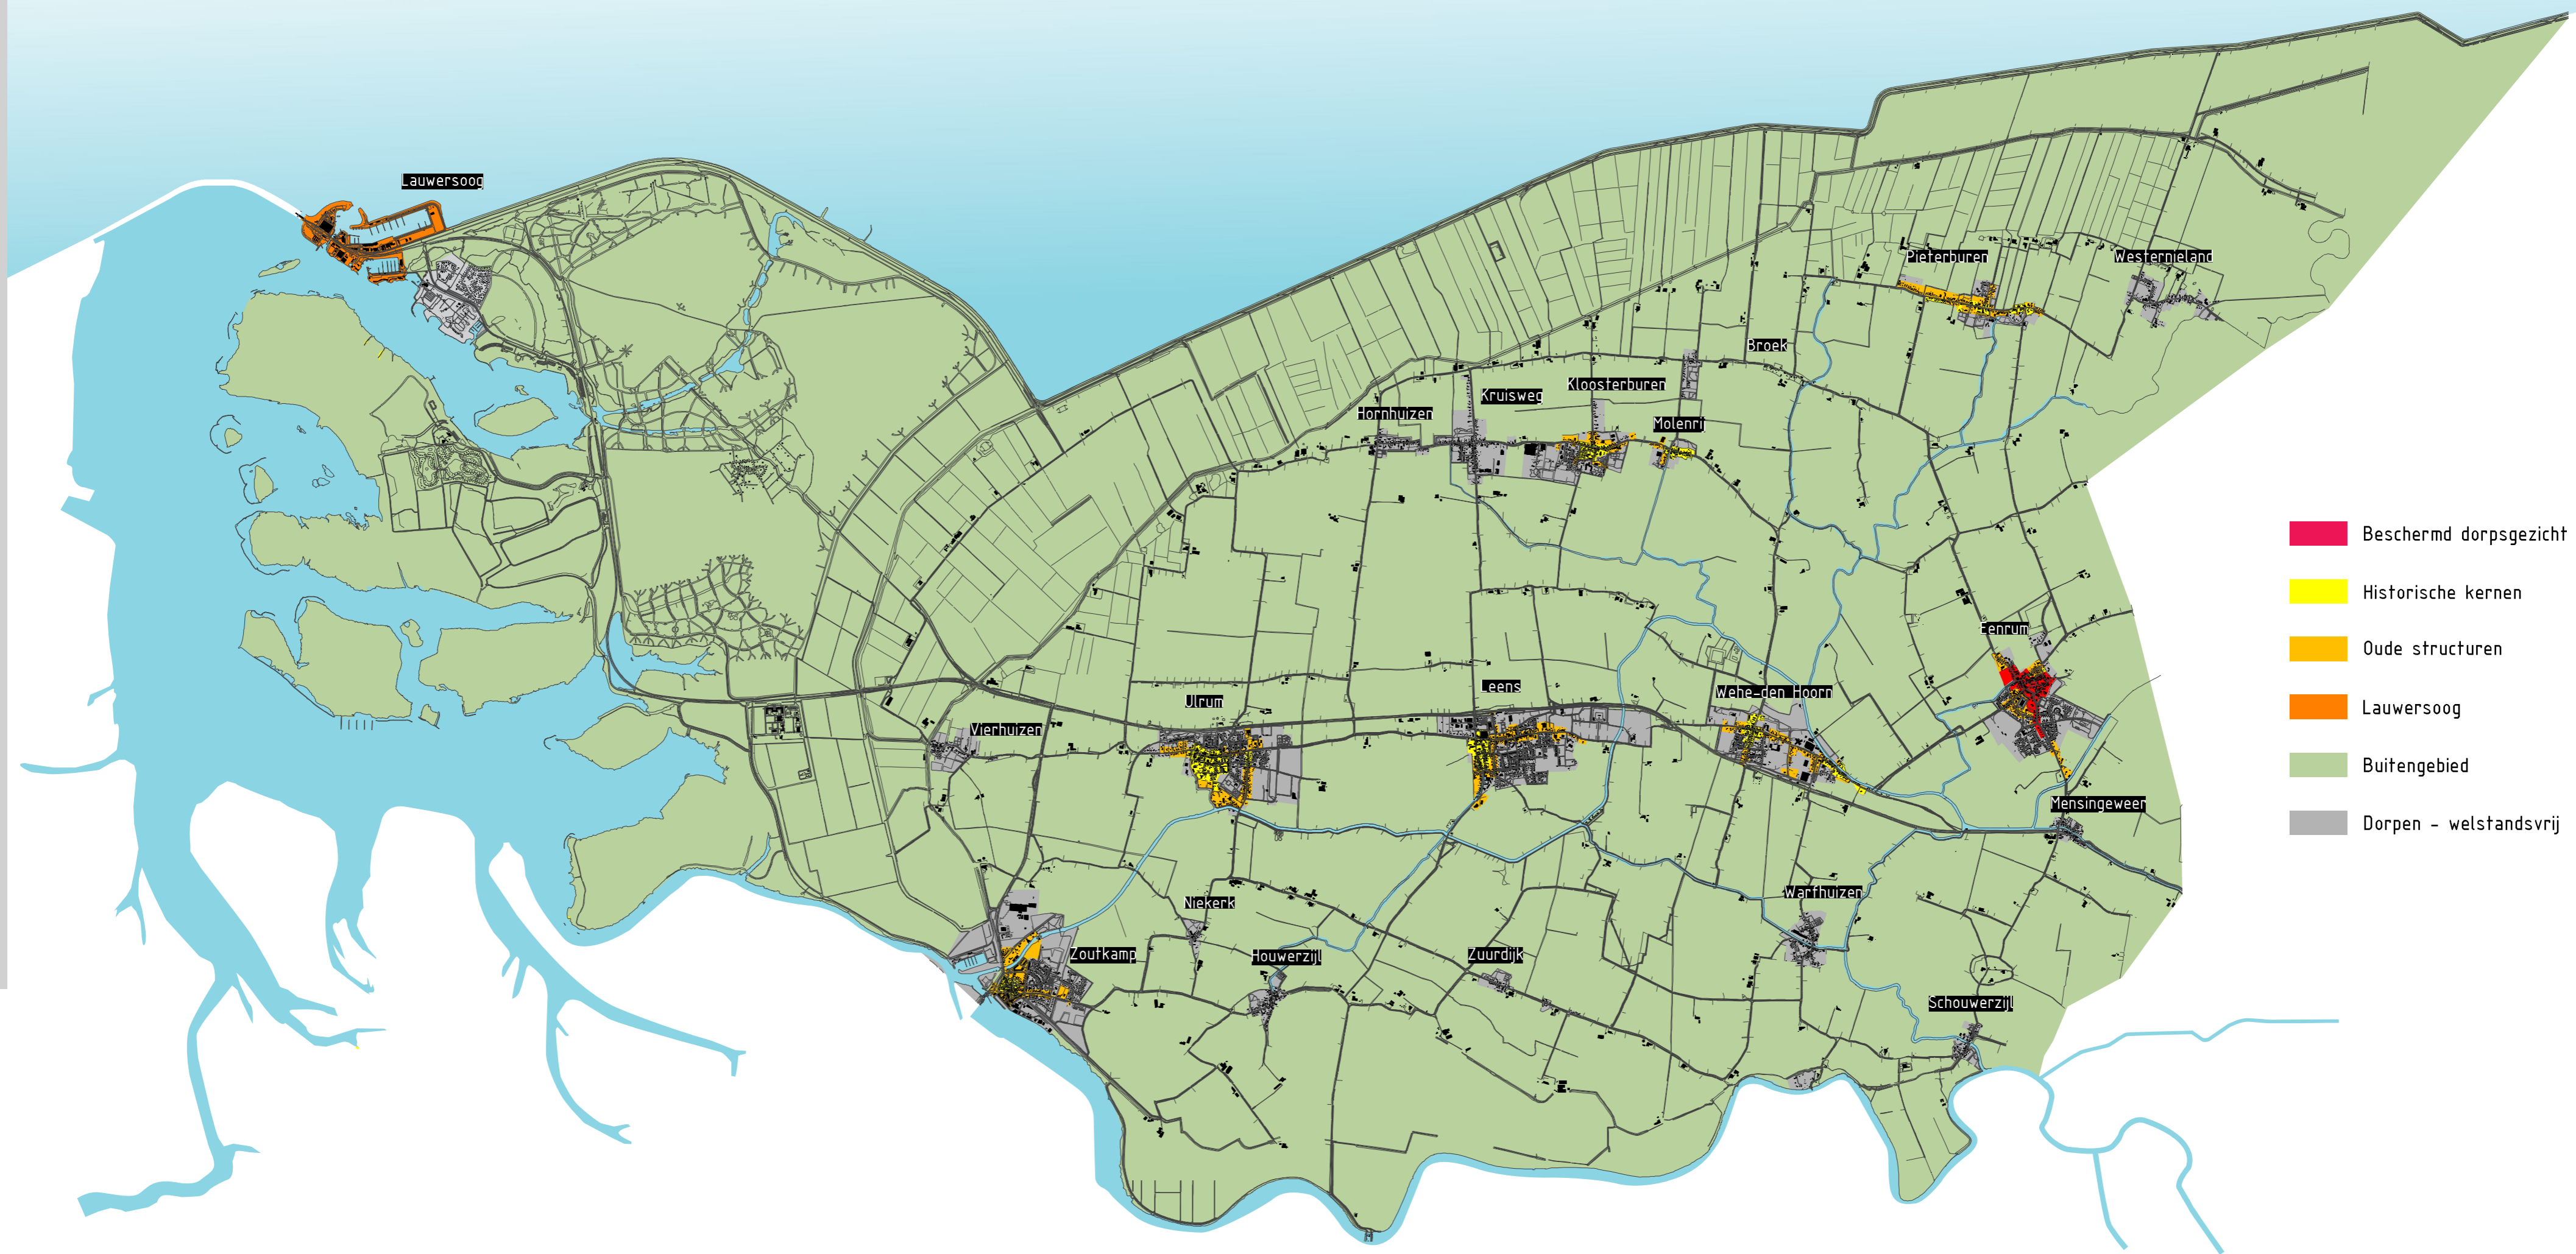 Lauwersoog
Pieterburen
Westernieland
Broek
Kloosterburen
Kruisweg
Hornhuizen
Molenrij
Eenrum
Leens
Wehe-den Hoorn
Ulrum
Vierhuizen
Mensingeweer
Warfhuizen
Niekerk
Zoutkamp
Houwerzijl
Zuurdijk
Schouwerzijl
Beschermd dorpsgezicht
Historische kernen
Oude structuren
Lauwersoog
Buitengebied
Dorpen - welstandsvrij